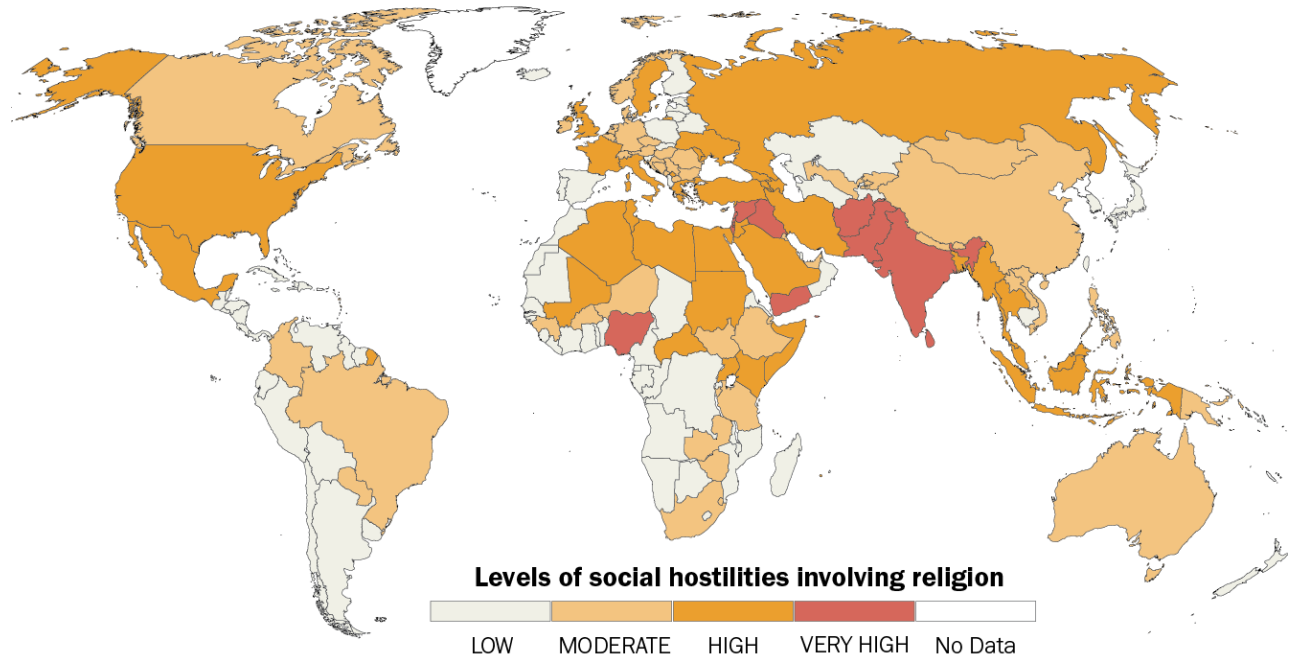 Levels of social hostilities involving religion
LOW MODERATE HIGH VERY HIGH No Data